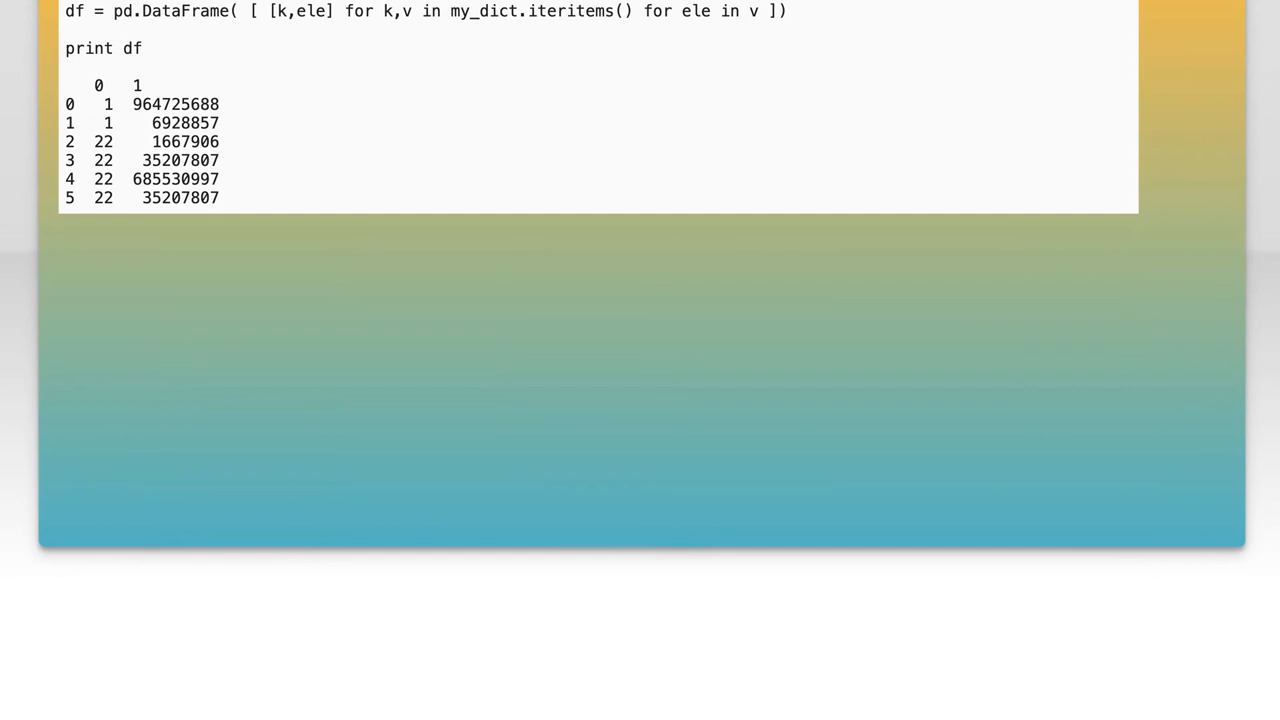 df = pd.DataFrame( [ [k,ele] for k,v in my_dict.iteritems() for ele in v ])
print df
0 1
0 1 964725688
1 1 6928857
2 22 1667906
3 22 35207807
4 22 685530997
5 22 35207807